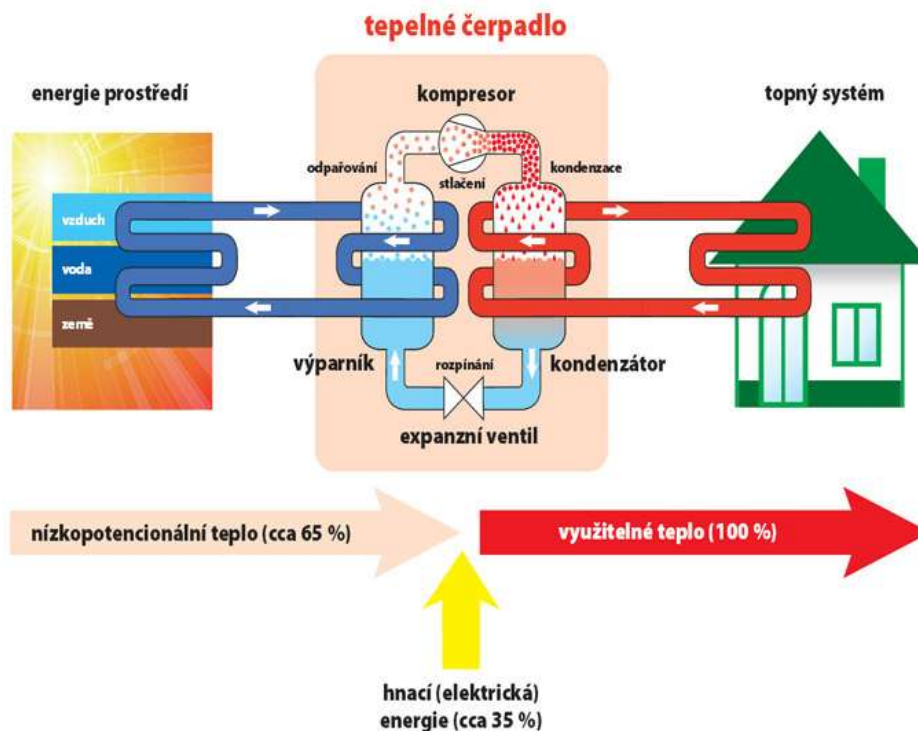 tepelné čerpadlo
energie prostředí
kompresor
topný systém
odpařování
stlačení
kondenzace
vzduch
voda
země
výparník
rozpínání
kondenzátor
expanzní ventil
nízkopotencionální teplo (cca 65 %)
využitelné teplo (100 %)
hnací (elektrická)
energie (cca 35 %)